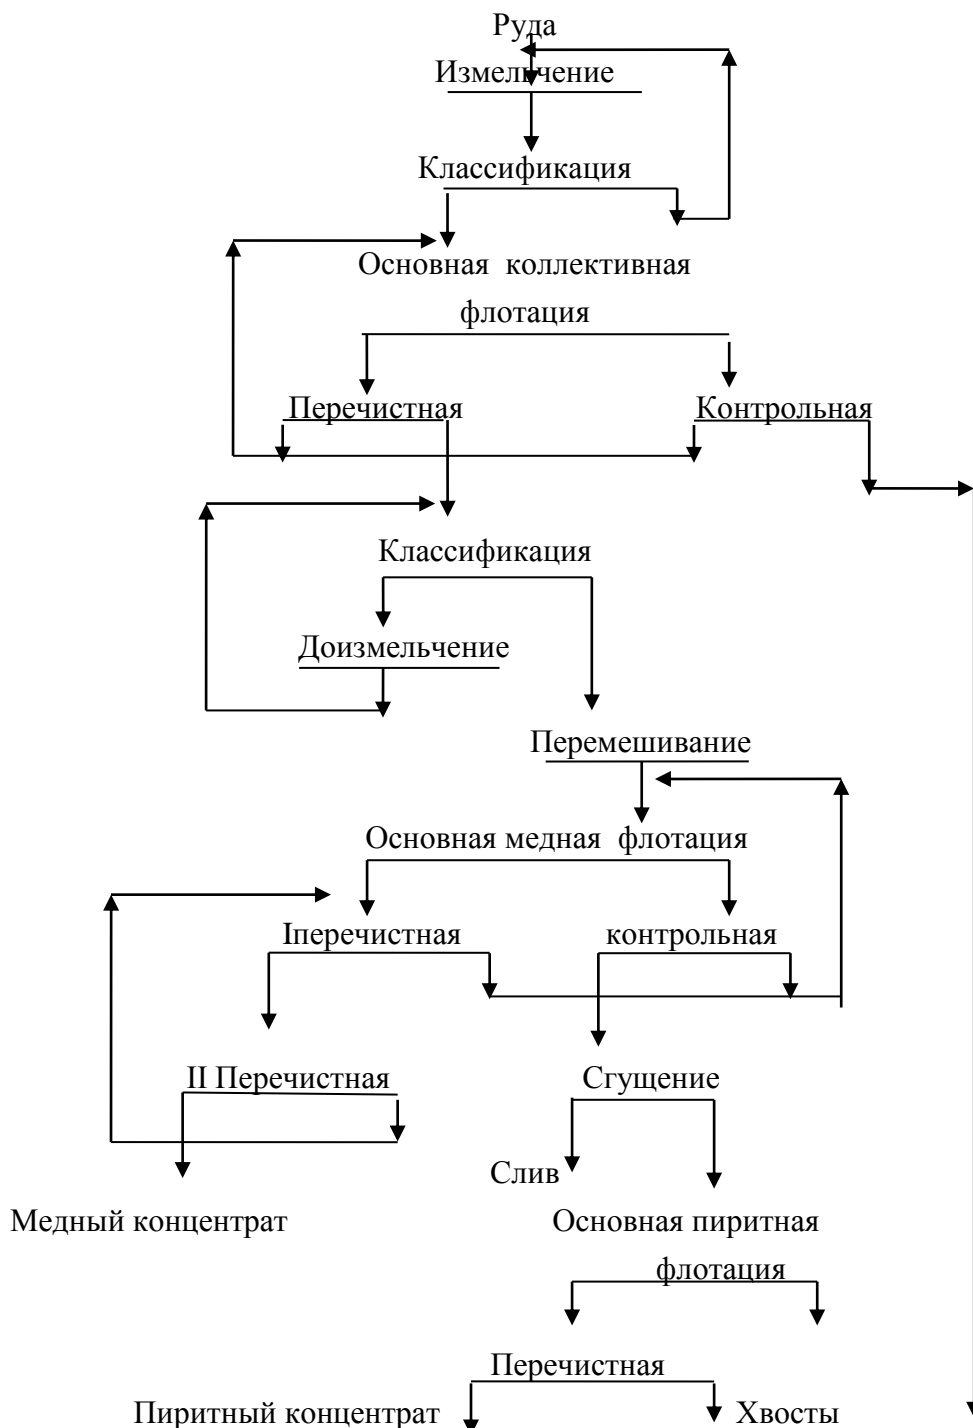 Руда
Измельчение
Классификация
Основная коллективная
флотация
Перечистная Контрольная
Классификация
Доизмельчение
Перемешивание
Основная медная флотация
Iперечистная контрольная
II Перечистная Сгущение
Слив
Медный концентрат Основная пиритная
флотация
Перечистная
Пиритный концентрат Хвосты